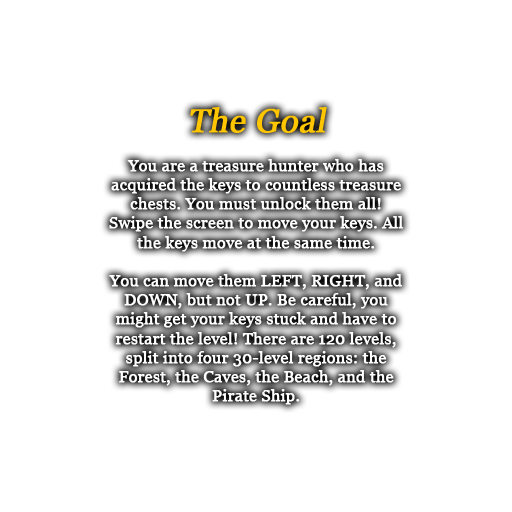 The Goal
You are a treasure hunter who has
acquired the keys to countless treasure
chests. You must unlock them all!
Swipe the screen to move your keys. All
the keys move at the same time.
You can move them LEFT, RIGHT, and
DOWN, but not UP. Be careful, you
might get your keys stuck and have to
restart the level! There are 120 levels,
split into four 30-level regions: the
Forest, the Caves, the Beach, and the
Pirate Ship.